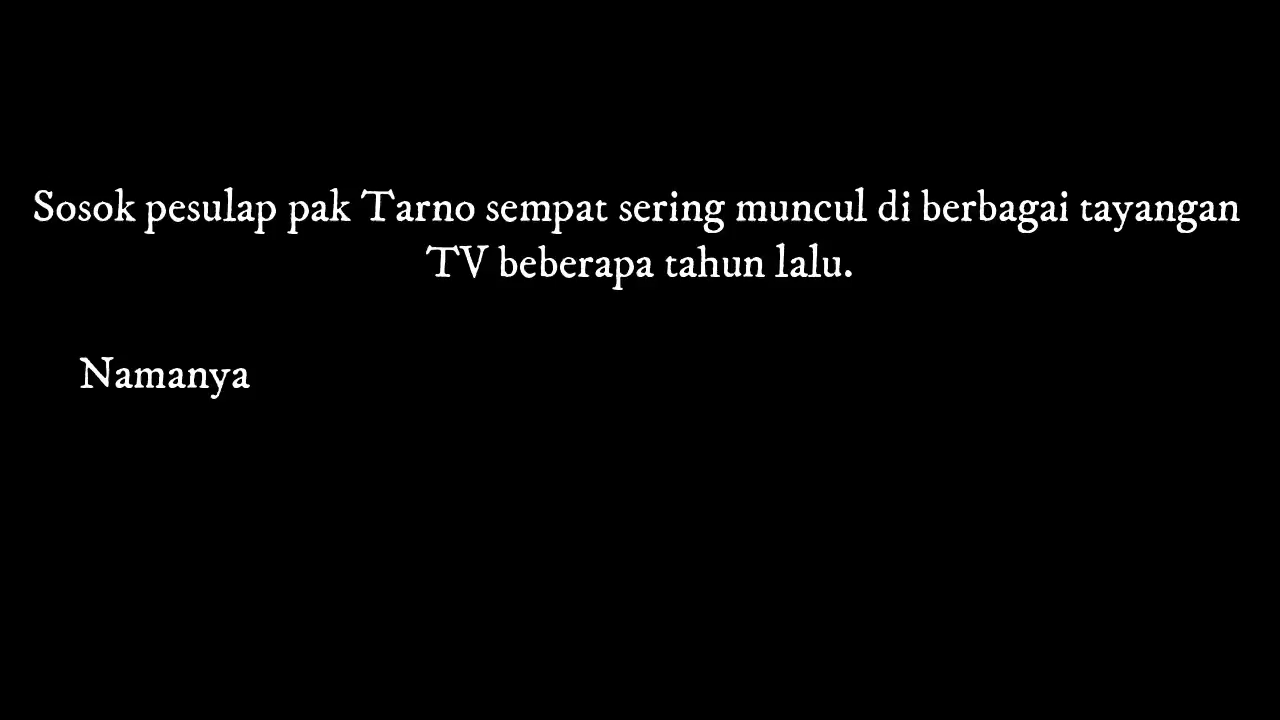 Sosok pesulap pak Tarno sempat sering muncul di berbagai tayangan
TV beberapa tahun lalu.
Namanya